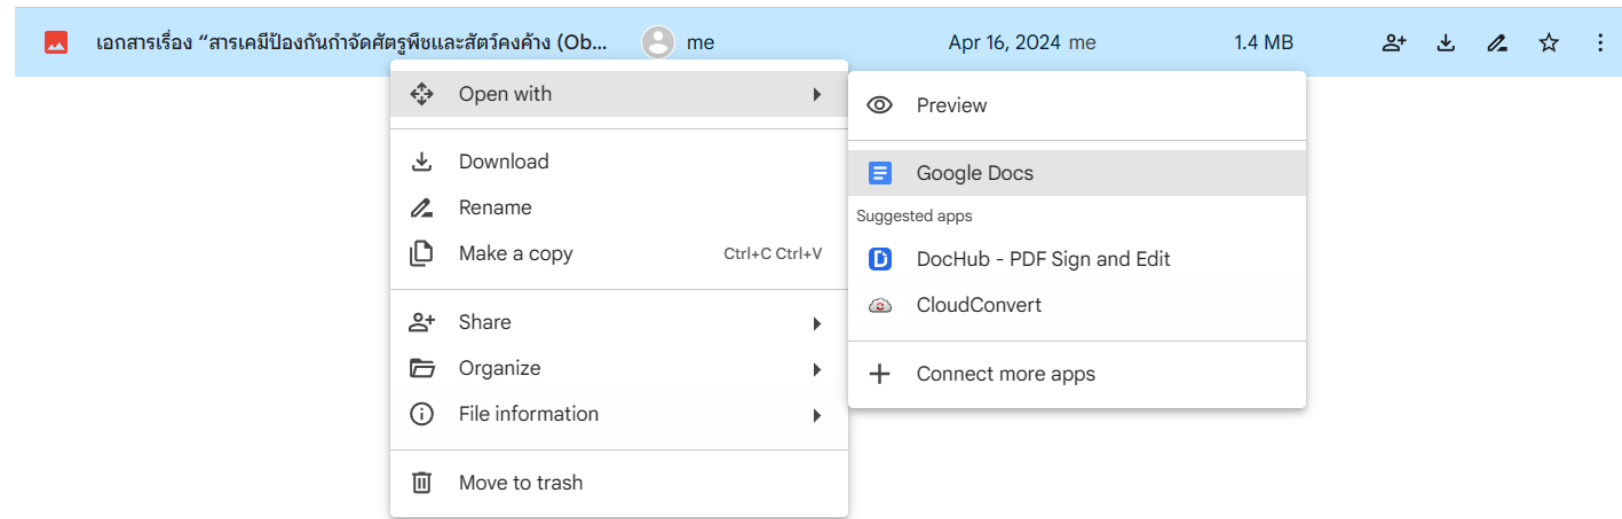 เอกสารเรื่อง “สารเคมีป้องกันกำจัดศัตรูพืชและสัตว์คงค้าง (Ob... me Apr 16, 2024 me 1.4 MB
Open with
Download
Rename
Make a copy Ctrl+C Ctrl+V
Share
Organize
File information
Move to trash
Preview
Google Docs
Suggested apps
DocHub - PDF Sign and Edit
CloudConvert
Connect more apps